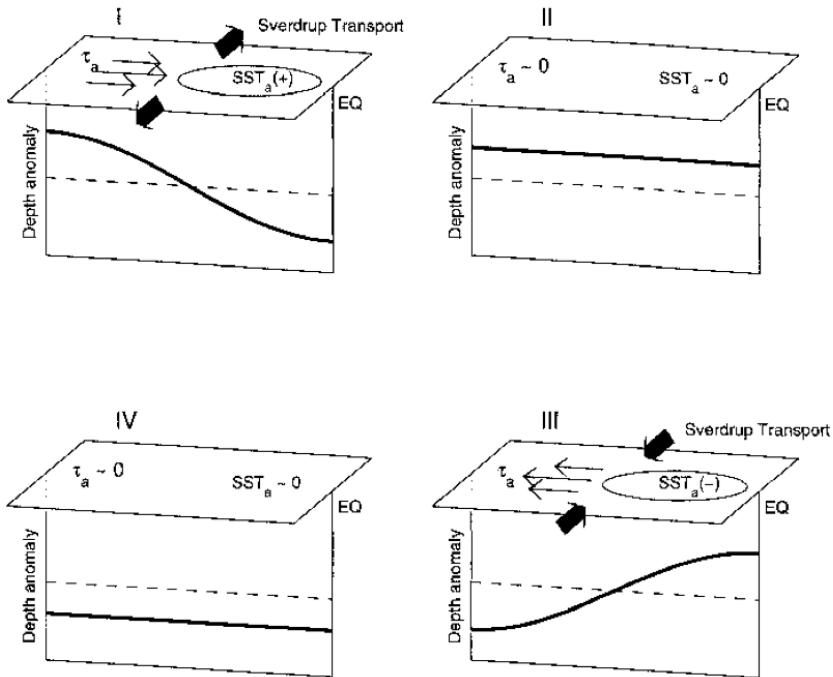 I
Sverdrup Transport
τa
SSTa(+)
EQ
Depth anomaly
II
τa ~ 0
SSTa ~ 0
EQ
Depth anomaly
IV
τa ~ 0
SSTa ~ 0
EQ
Depth anomaly
III
Sverdrup Transport
τa
SSTa(-)
EQ
Depth anomaly